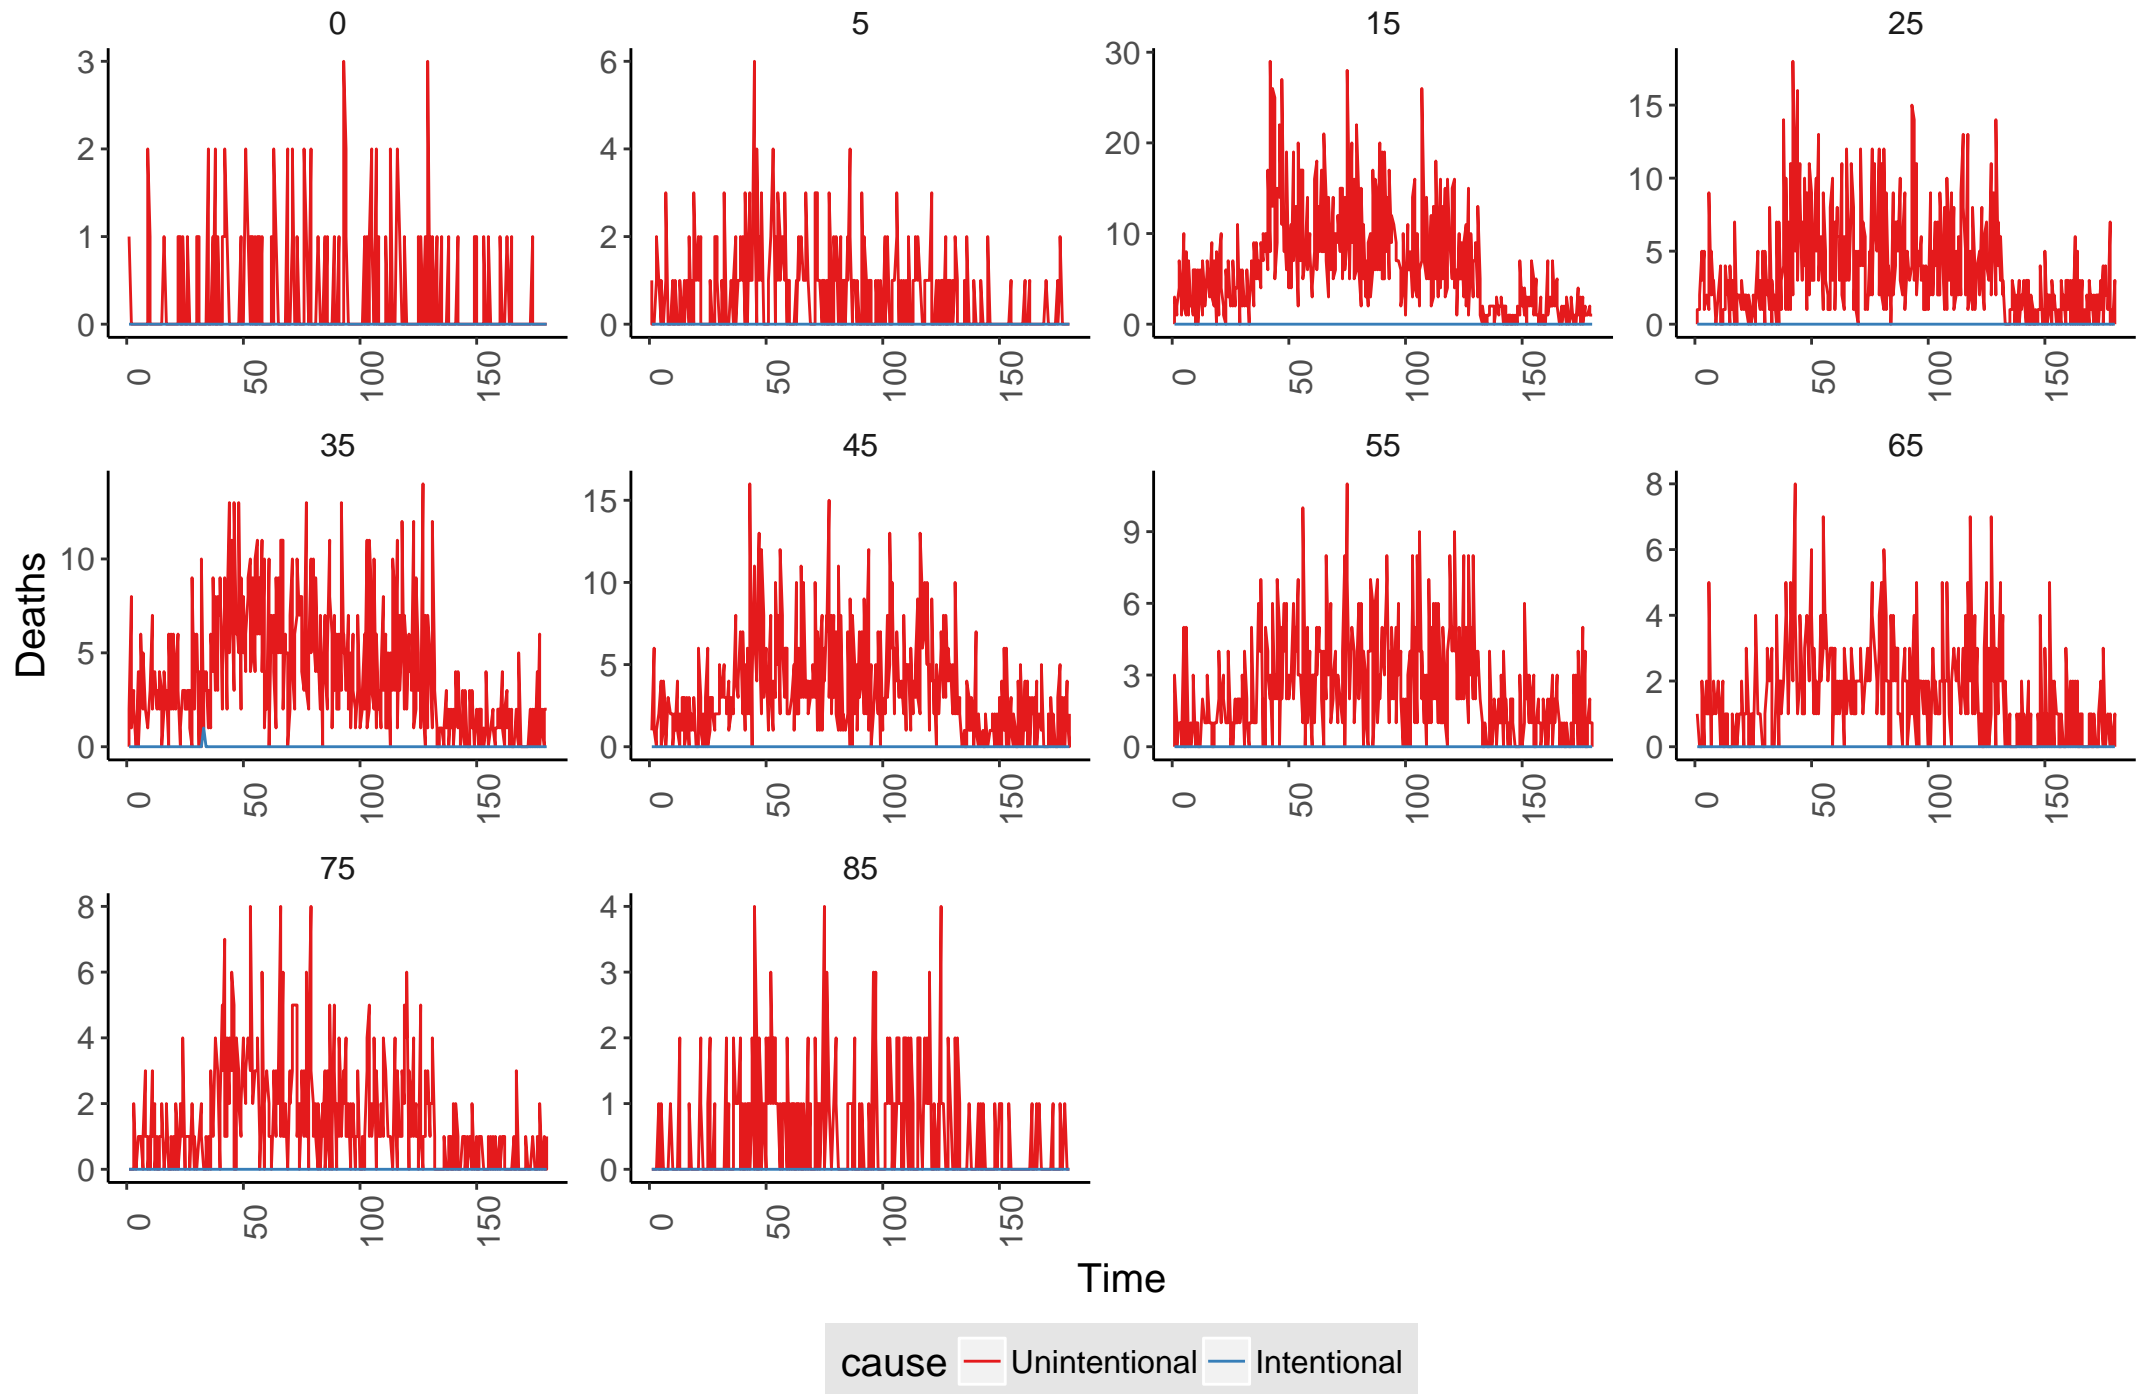 0 5 15 25
3 6 30
2 4 20 15
1 2 10 10
0 0 0 5
0
0 50 100 150 0 50 100 150 0 50 100 150 0 50 100 150
35 45 55 65
10 15 9 8
5 10 6 6
0 5 3 4
0 0 2
0
0 50 100 150 0 50 100 150 0 50 100 150 0 50 100 150
Deaths
75 85
8 4
6 3
4 2
2 1
0 0
0 50 100 150 0 50 100 150
Time
cause Unintentional Intentional